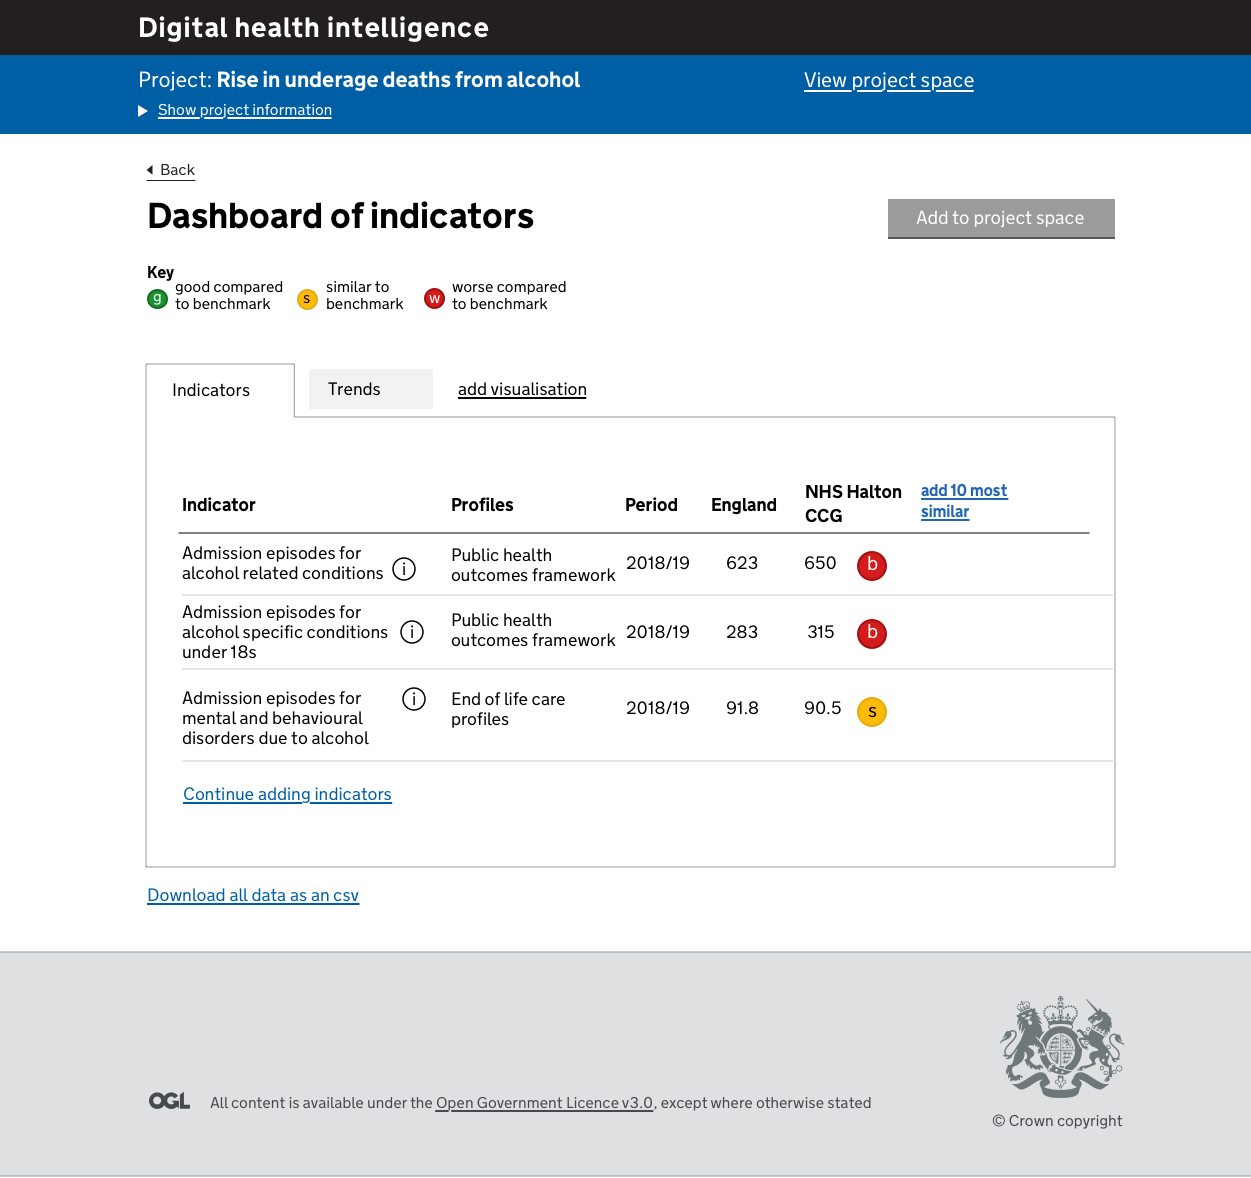 Digital health intelligence
Project: Rise in underage deaths from alcohol
View project space
Show project information
Back
Dashboard of indicators
Add to project space
Key
g good compared
to benchmark
s similar to
benchmark
w worse compared
to benchmark
Indicators
Trends
add visualisation
Indicator
Profiles
Period
England
NHS Halton
CCG
add 10 most
similar
Admission episodes for
alcohol related conditions
i
Public health
outcomes framework
2018/19
623
650
b
Admission episodes for
alcohol specific conditions
under 18s
i
Public health
outcomes framework
2018/19
283
315
b
Admission episodes for
mental and behavioural
disorders due to alcohol
i
End of life care
profiles
2018/19
91.8
90.5
s
Continue adding indicators
Download all data as an csv
OGL
All content is available under the Open Government Licence v3.0, except where otherwise stated
© Crown copyright